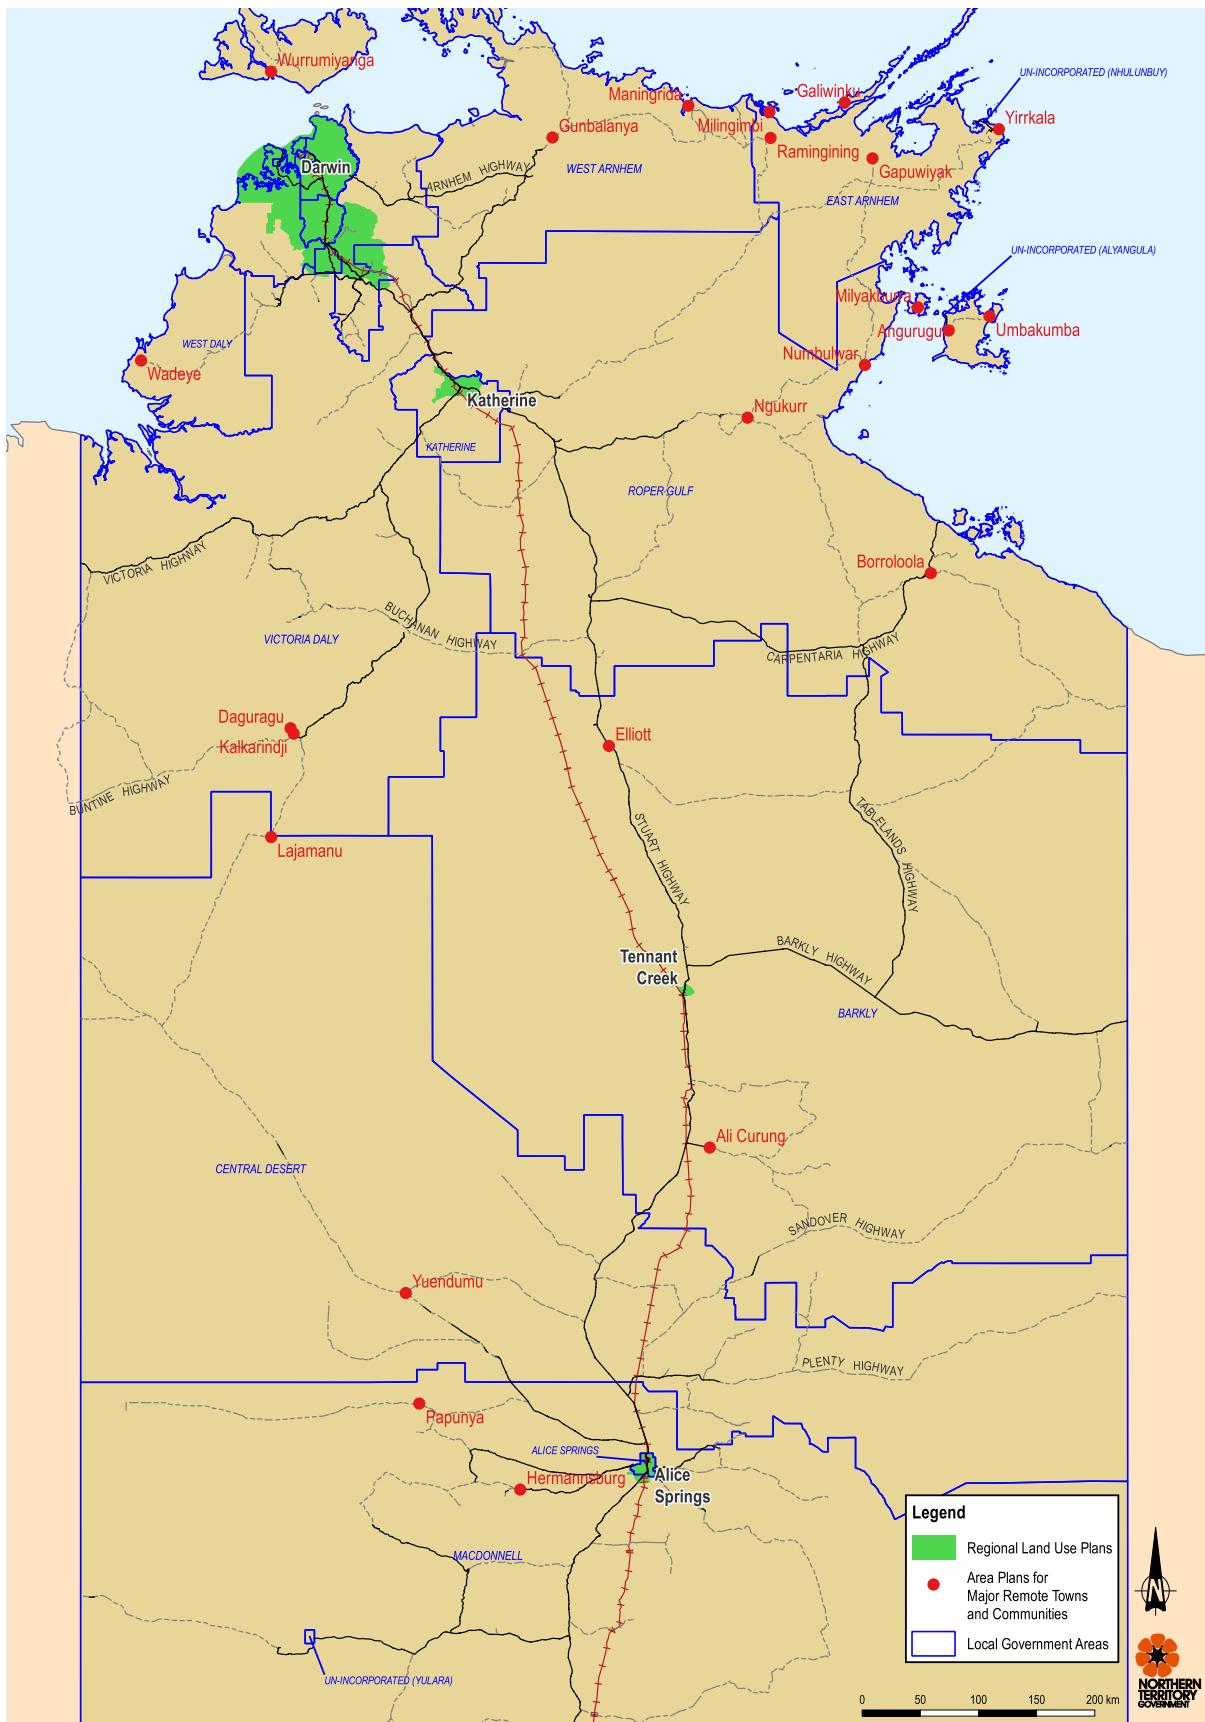 Wurrumiyanga
Maningrida
Galiwinku
UN-INCORPORATED (NHULUNBUY)
Gunbalanya
Milingimbi
Yirrkala
Ramingining
Darwin
ARNHEM HIGHWAY
WEST ARNHEM
Gapuwiyak
EAST ARNHEM
UN-INCORPORATED (ALYANGULA)
Milyakburra
Angurugu
Umbakumba
WEST DALY
Numbulwar
Wadeye
Katherine
Ngukurr
KATHERINE
ROPER GULF
VICTORIA HIGHWAY
Borroloola
BUCHANAN HIGHWAY
VICTORIA DALY
CARPENTARIA HIGHWAY
Daguragu
Kalkarindji
Elliott
BUNTINE HIGHWAY
STUART HIGHWAY
TABLELANDS HIGHWAY
Lajamanu
Tennant
Creek
BARKLY HIGHWAY
BARKLY
Ali Curung
CENTRAL DESERT
SANDOVER HIGHWAY
Yuendumu
PLENTY HIGHWAY
Papunya
ALICE SPRINGS
Hermannsburg
Alice
Springs
MACDONNELL
UN-INCORPORATED (YULARA)
Legend
Regional Land Use Plans
Area Plans for
Major Remote Towns
and Communities
Local Government Areas
N
NORTHERN
TERRITORY
GOVERNMENT
0 50 100 150 200 km